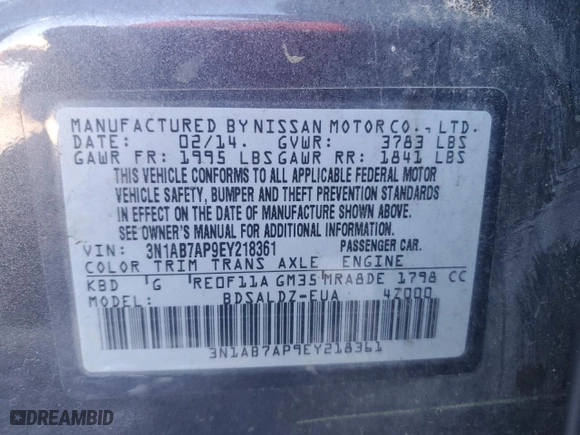 MANUFACTURED BY NISSAN MOTOR CO., LTD.
DATE: 02/14. GVWR: 3783 LBS
GAWR FR: 1995 LBS GAWR RR: 1841 LBS
THIS VEHICLE CONFORMS TO ALL APPLICABLE FEDERAL MOTOR
VEHICLE SAFETY, BUMPER AND THEFT PREVENTION STANDARDS
IN EFFECT ON THE DATE OF MANUFACTURE SHOWN ABOVE.
SEE OWNER'S MANUAL FOR ADDITIONAL INFORMATION.
VIN: 3N1AB7AP9EY218361 PASSENGER CAR.
COLOR TRIM TRANS AXLE ENGINE
KBD G RE0F11A GM35 MRA8DE 1798 CC
MODEL: BDSALDZ-EUA 4Z000
3N1AB7AP9EY218361
DREAMBID